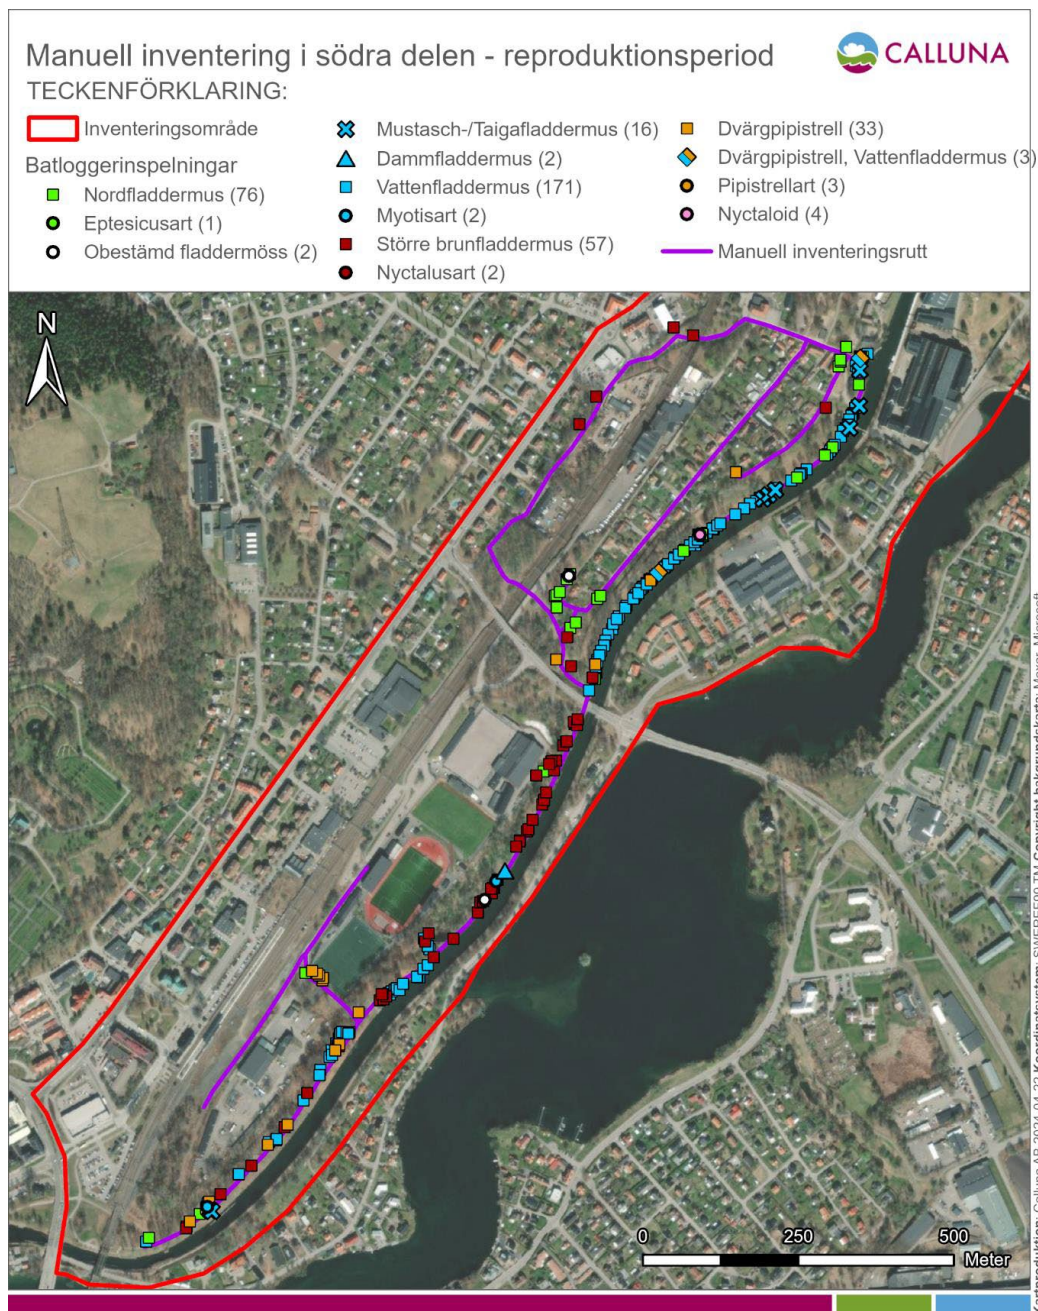 Manuell inventering i södra delen - reproduktionsperiod
CALLUNA
TECKENFÖRKLARING:
Inventeringsområde
Batloggerinspelningar
Nordfladdermus (76)
Eptesicusart (1)
Obestämd fladdermöss (2)
Mustasch-/Taigafladdermus (16)
Dammfladdermus (2)
Vattenfladdermus (171)
Myotisart (2)
Större brunfladdermus (57)
Nyctalusart (2)
Dvärgpipistrell (33)
Dvärgpipistrell, Vattenfladdermus (3)
Pipistrellart (3)
Nyctaloid (4)
Manuell inventeringsrutt
N
0 250 500
Meter